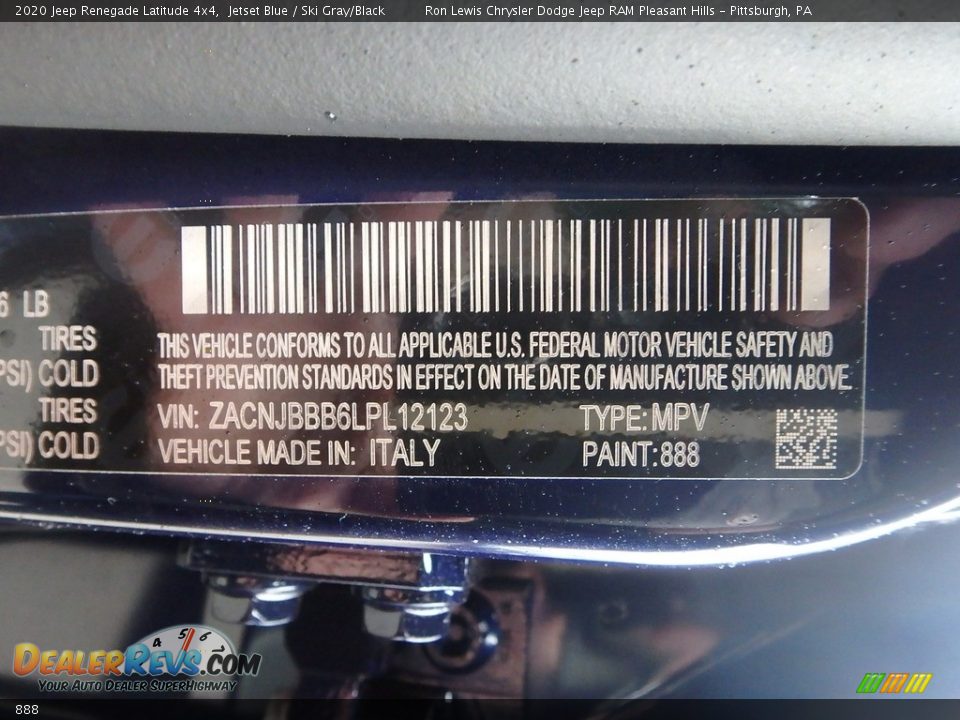 2020 Jeep Renegade Latitude 4x4, Jetset Blue / Ski Gray/Black Ron Lewis Chrysler Dodge Jeep RAM Pleasant Hills - Pittsburgh, PA
6 LB
TIRES
PSI) COLD
TIRES
PSI) COLD
THIS VEHICLE CONFORMS TO ALL APPLICABLE U.S. FEDERAL MOTOR VEHICLE SAFETY AND
THEFT PREVENTION STANDARDS IN EFFECT ON THE DATE OF MANUFACTURE SHOWN ABOVE.
VIN: ZACNJBBB6LPL12123 TYPE: MPV
VEHICLE MADE IN: ITALY PAINT: 888
4 5 6
DEALERREVS.COM
YOUR AUTO DEALER SUPERHIGHWAY
888